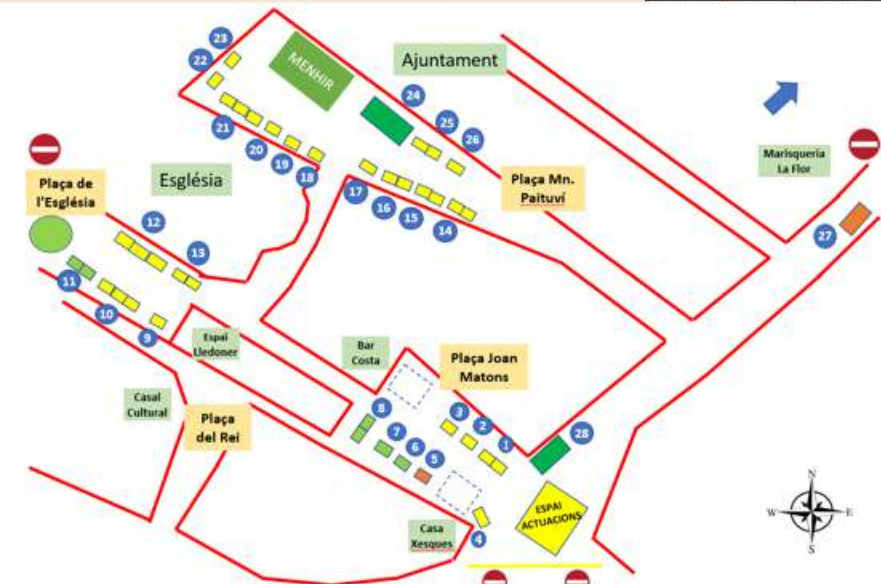 23
22
MENHIR
Ajuntament
24
25
26
21
20
19
18
Església
Plaça de
l'Església
12
13
11
10
9
17
16
15
14
Plaça Mn.
Paituví
Marisqueria
La Flor
27
Espai
Lledoner
Bar
Costa
Plaça Joan
Matons
Casal
Cultural
Plaça
del Rei
8
7
6
5
3
2
1
28
ESPAI
ACTUACIONS
4
Casa
Xesques
N
W
E
S